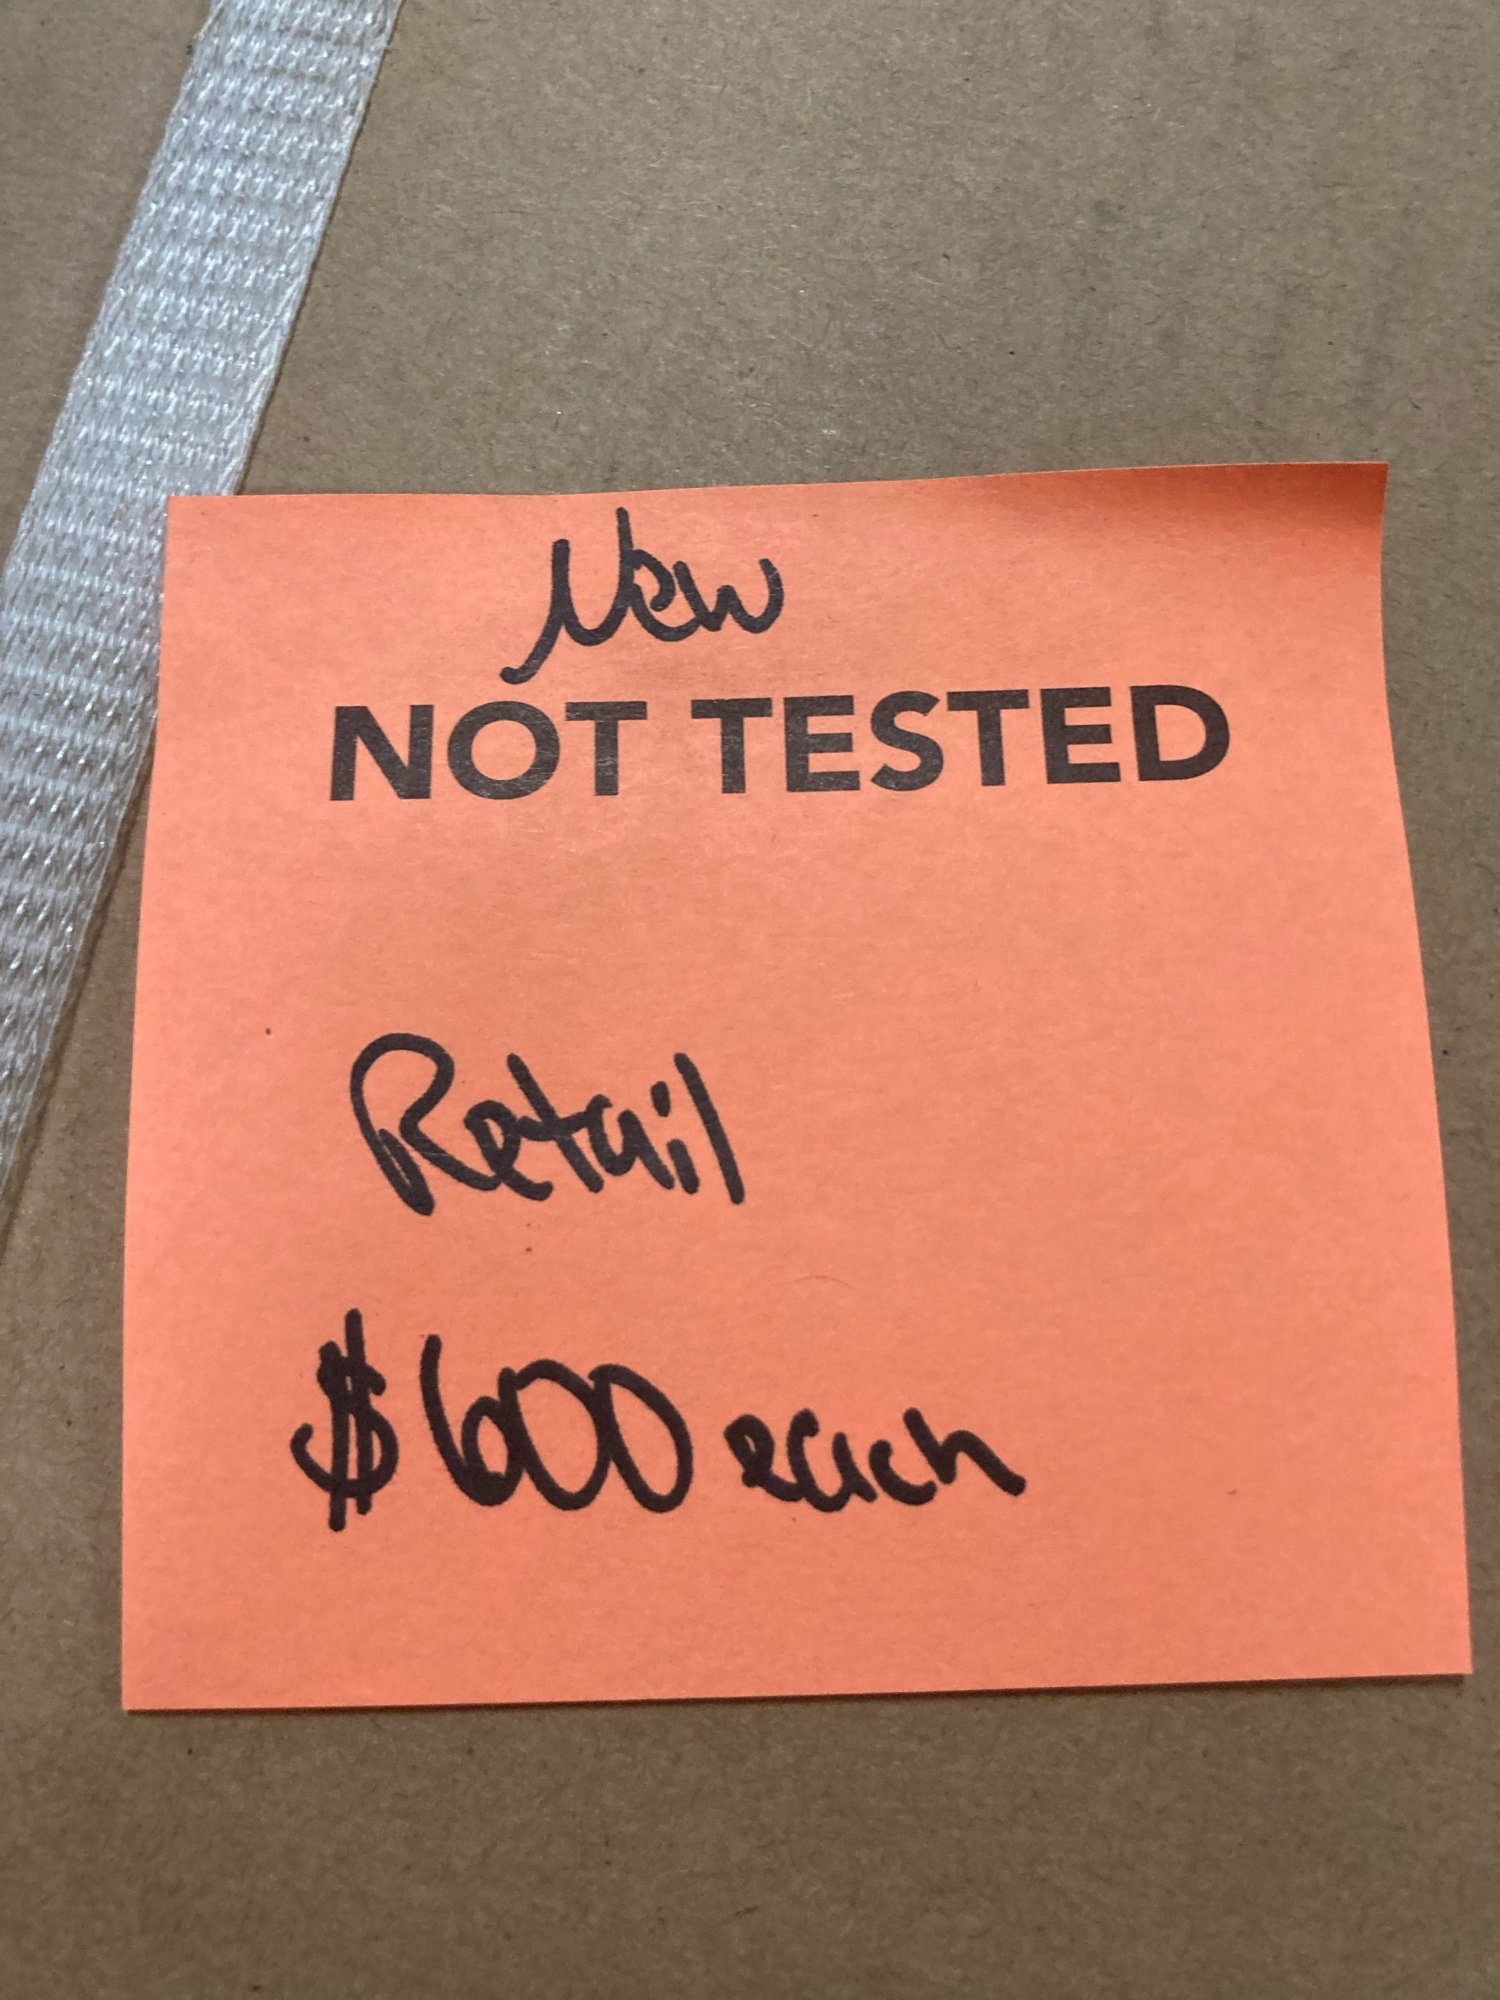 New
NOT TESTED
Retail
$600 each